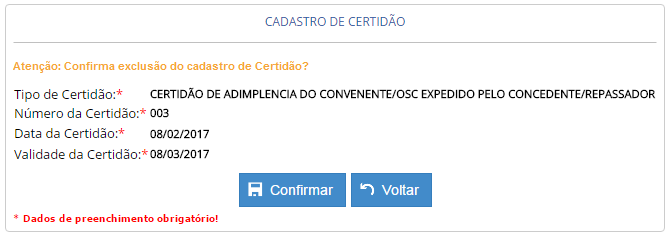 CADASTRO DE CERTIDÃO
Atenção: Confirma exclusão do cadastro de Certidão?
Tipo de Certidão:* CERTIDÃO DE ADIMPLENCIA DO CONVENENTE/OSC EXPEDIDO PELO CONCEDENTE/REPASSADOR
Número da Certidão:* 003
Data da Certidão:* 08/02/2017
Validade da Certidão:* 08/03/2017
Confirmar Voltar
* Dados de preenchimento obrigatório!